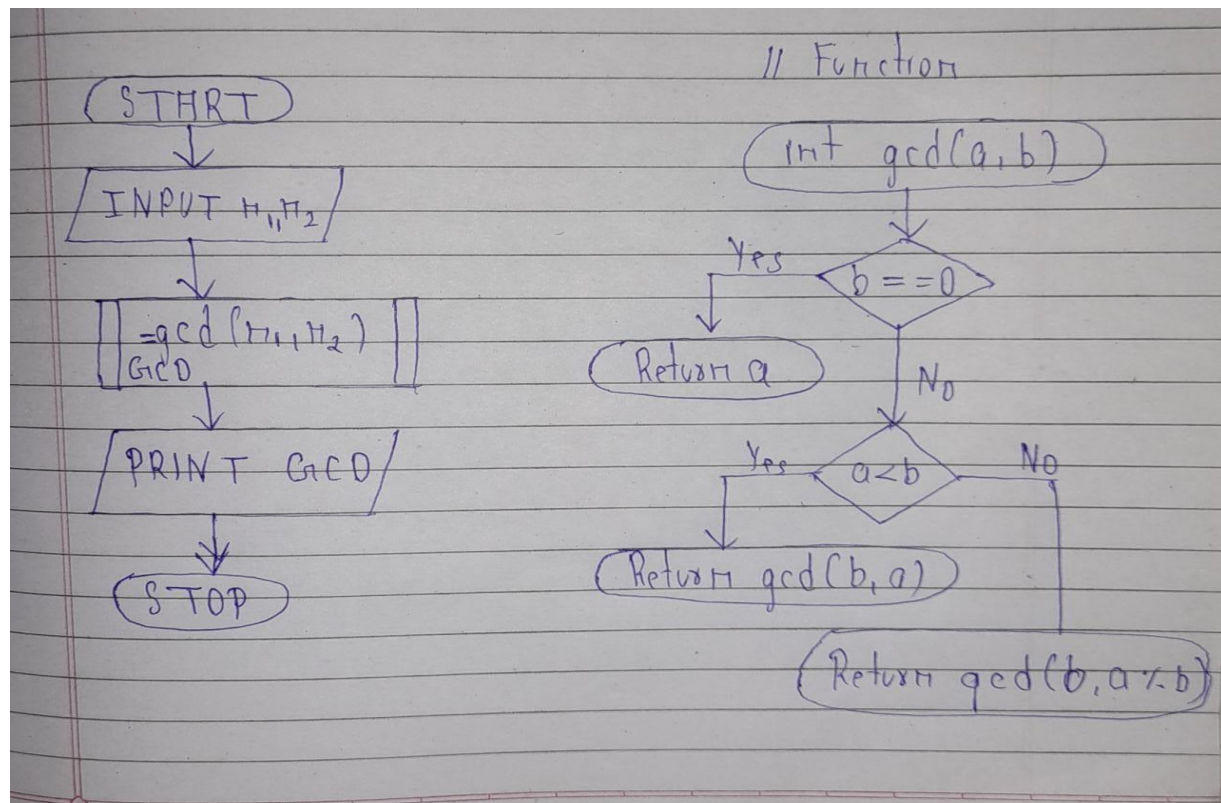 START
INPUT n1, n2
=gcd(n1, n2)
GCD
PRINT GCD
STOP
// Function
int gcd(a, b)
b==0
Yes
Return a
No
a<b
Yes
Return gcd(b, a)
No
Return gcd(b, a%b)